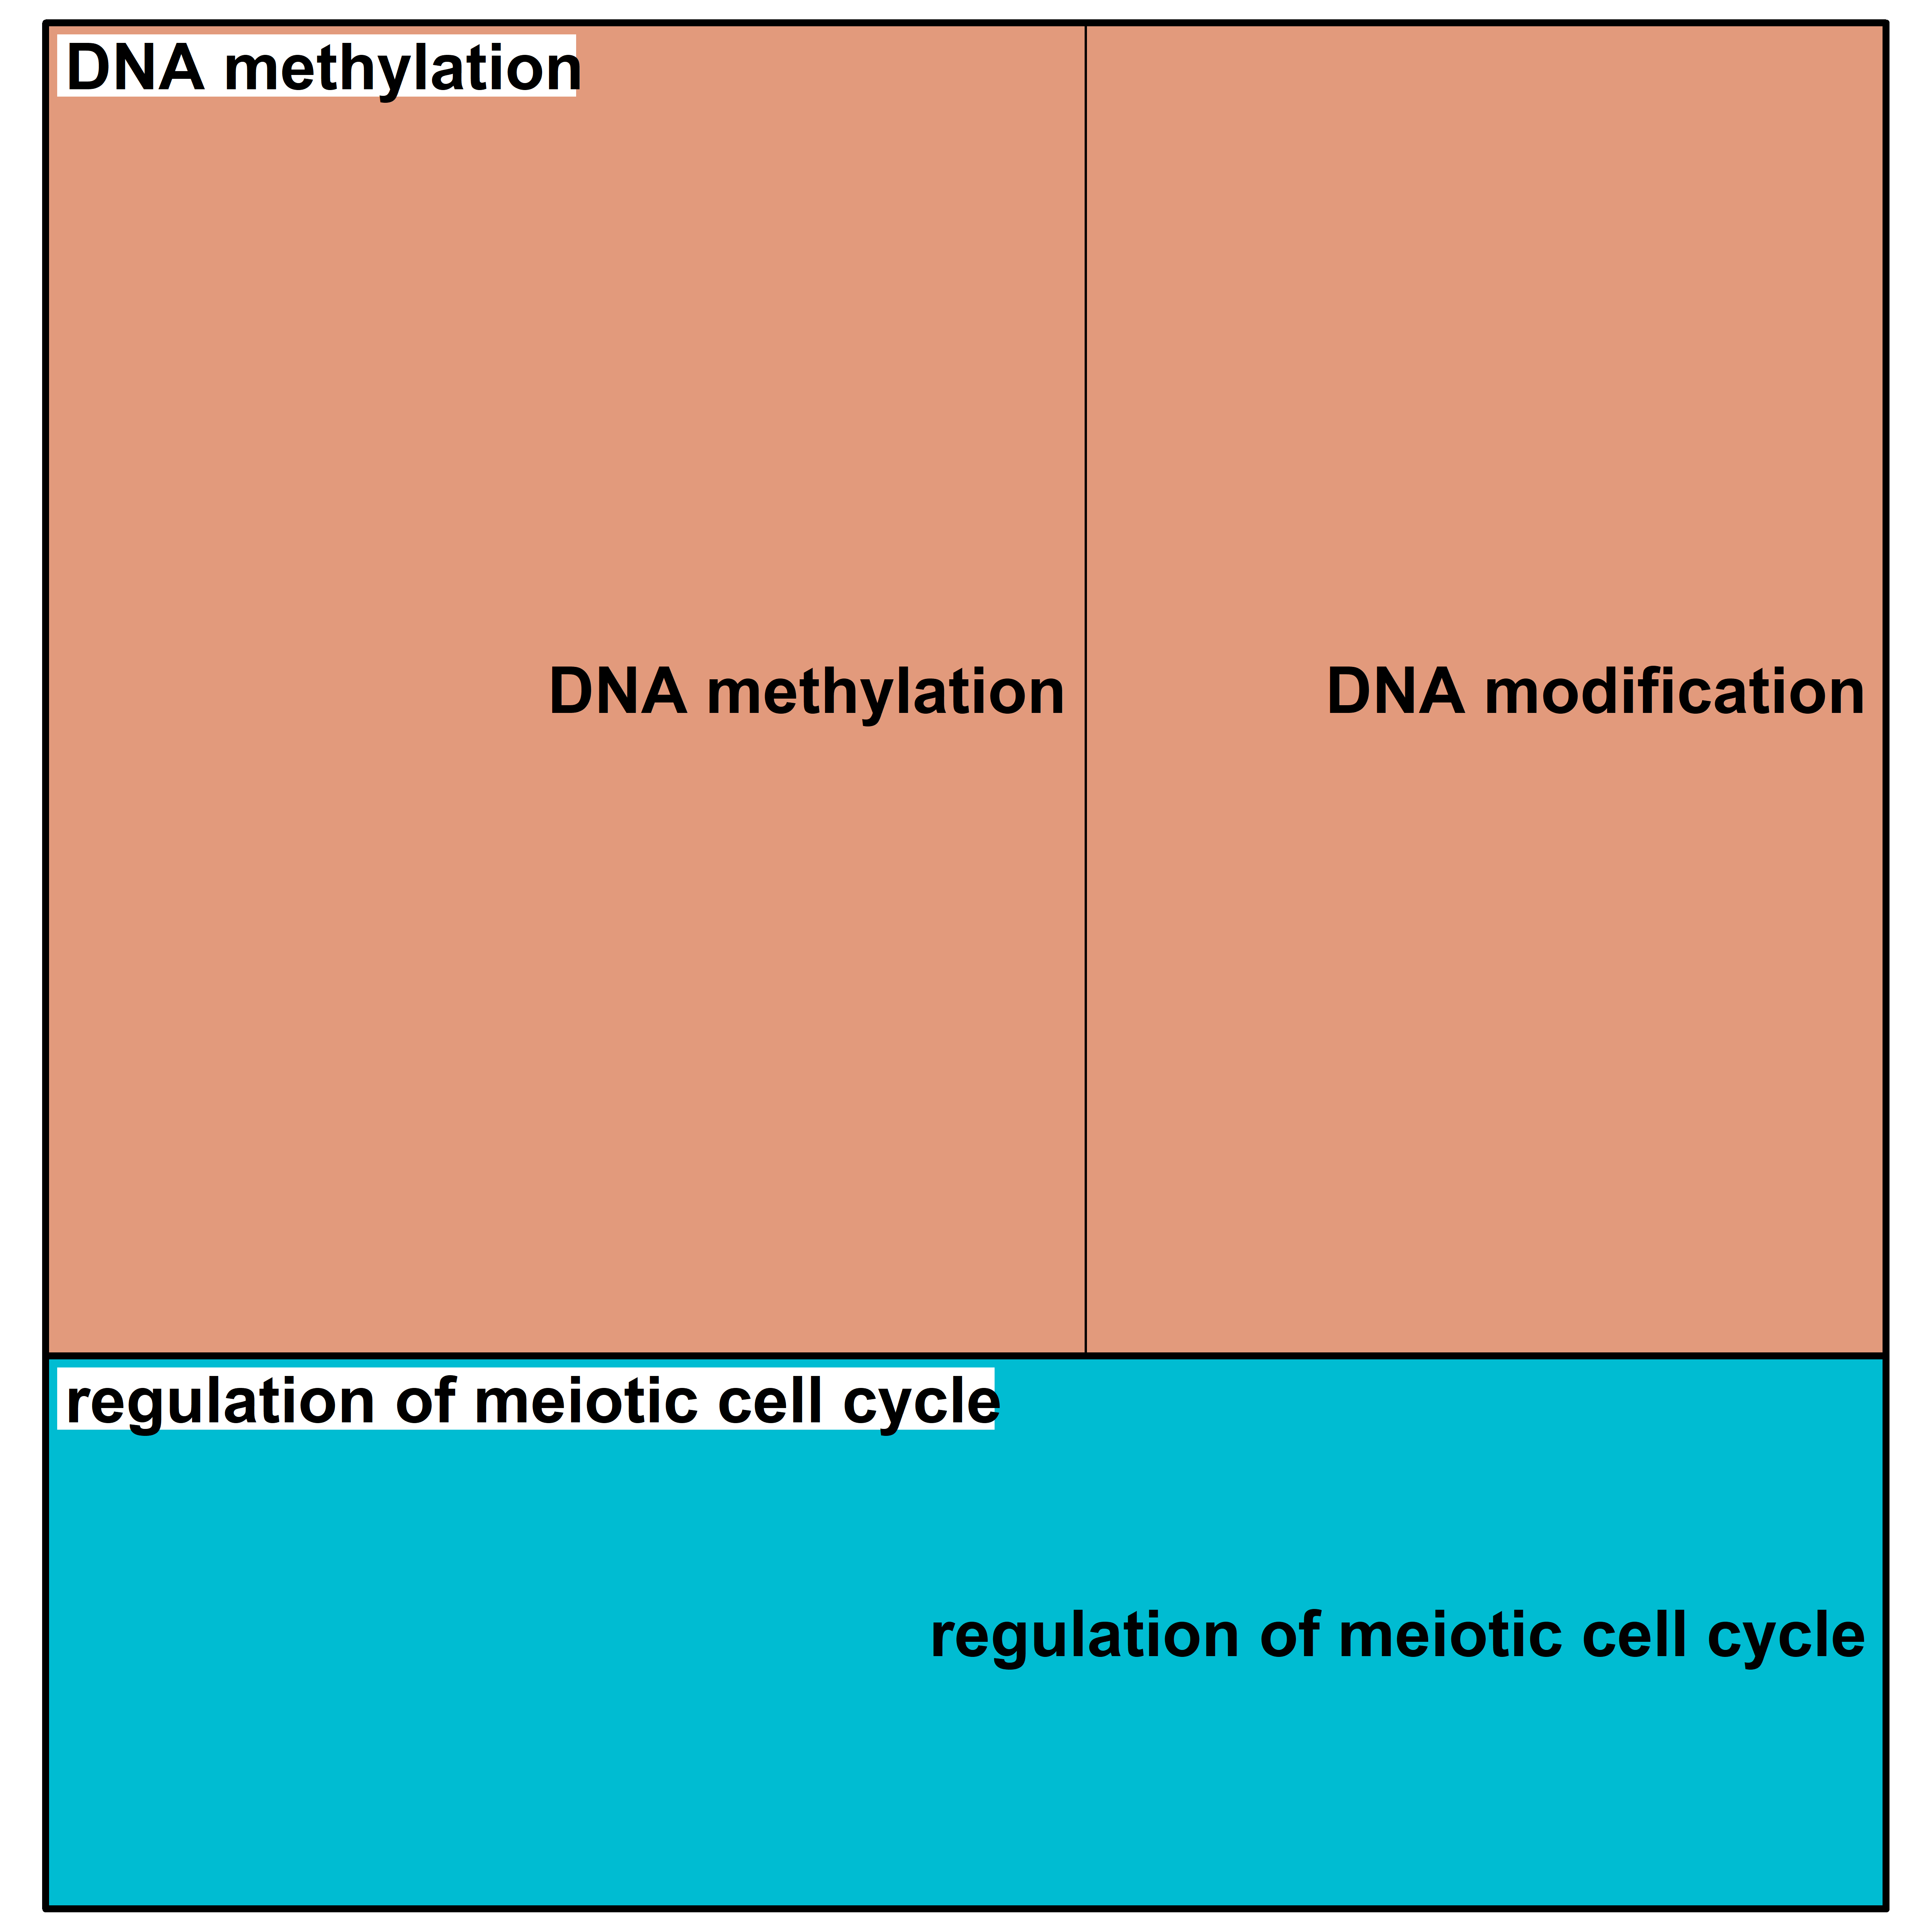 DNA methylation
DNA methylation
DNA modification
regulation of meiotic cell cycle
regulation of meiotic cell cycle